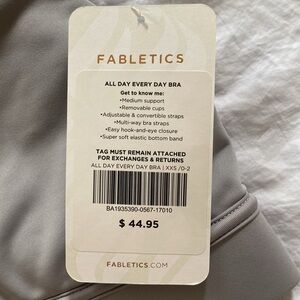 FABLETICS
ALL DAY EVERY DAY BRA
Get to know me:
•Medium support
•Removable cups
•Adjustable & convertible straps
•Multi-way bra straps
•Easy hook-and-eye closure
•Super soft elastic bottom band
TAG MUST REMAIN ATTACHED
FOR EXCHANGES & RETURNS
ALL DAY EVERY DAY BRA | XXS /0-2
BA1935390-0567-17010
$ 44.95
FABLETICS.COM